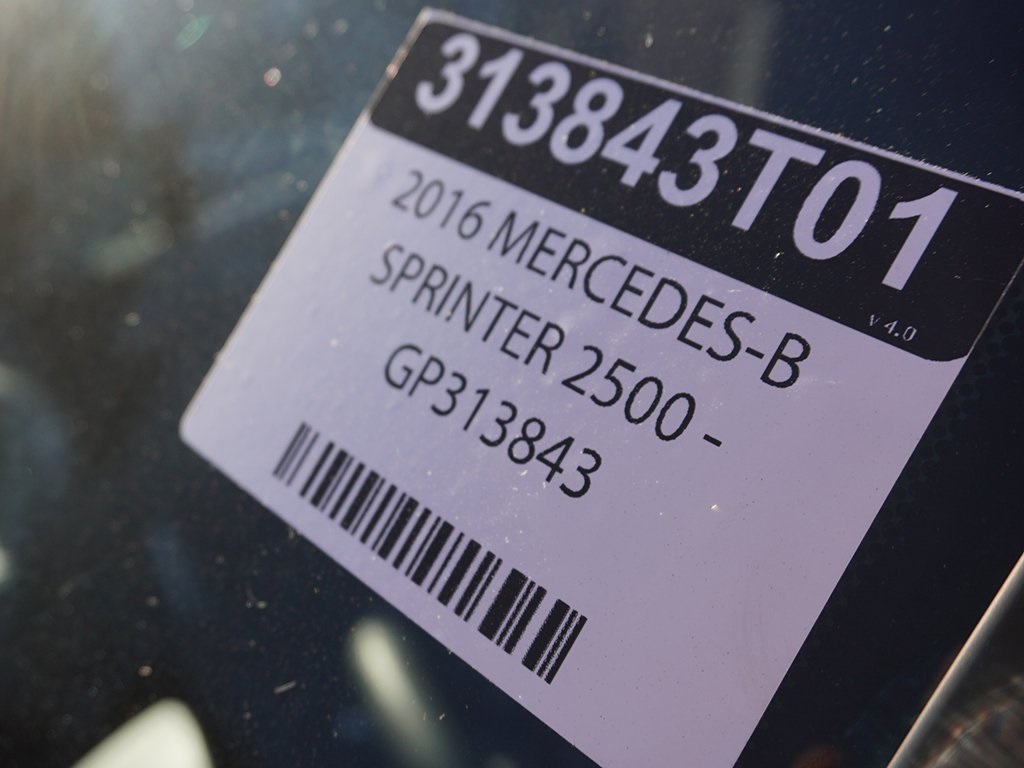 313843T01
v 4.0
2016 MERCEDES-B
SPRINTER 2500 -
GP313843